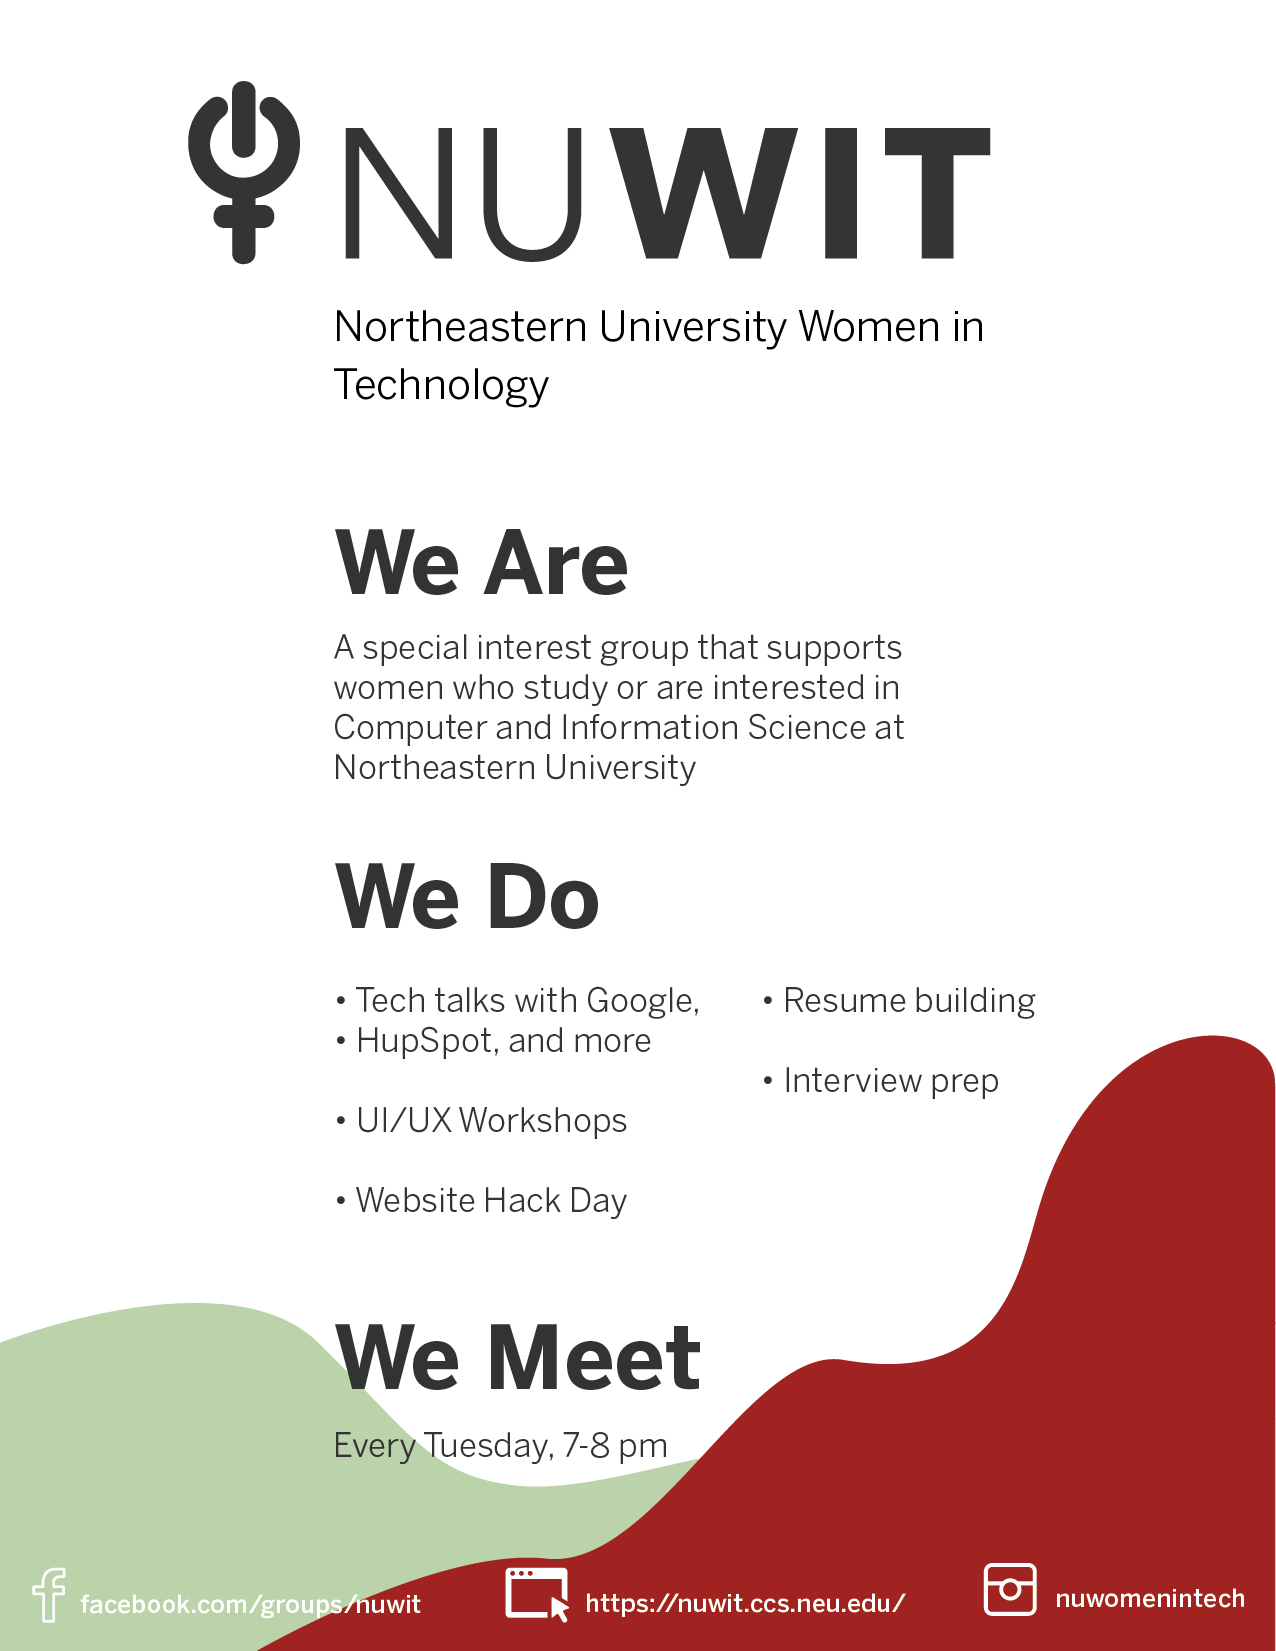 NUWIT
Northeastern University Women in
Technology
We Are
A special interest group that supports
women who study or are interested in
Computer and Information Science at
Northeastern University
We Do
• Tech talks with Google,
• HupSpot, and more
• UI/UX Workshops
• Website Hack Day
• Resume building
• Interview prep
We Meet
Every Tuesday, 7-8 pm
facebook.com/groups/nuwit
https://nuwit.ccs.neu.edu/
nuwomenintech